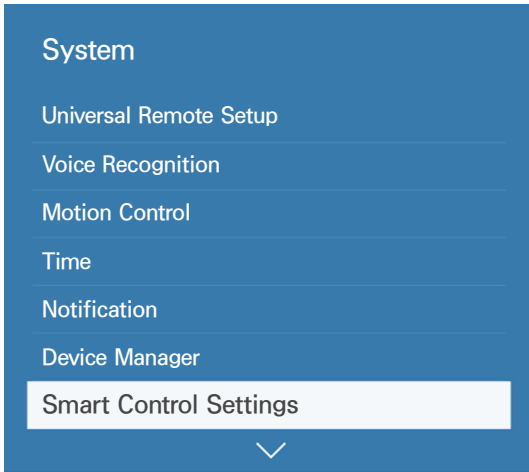 System
Universal Remote Setup
Voice Recognition
Motion Control
Time
Notification
Device Manager
Smart Control Settings